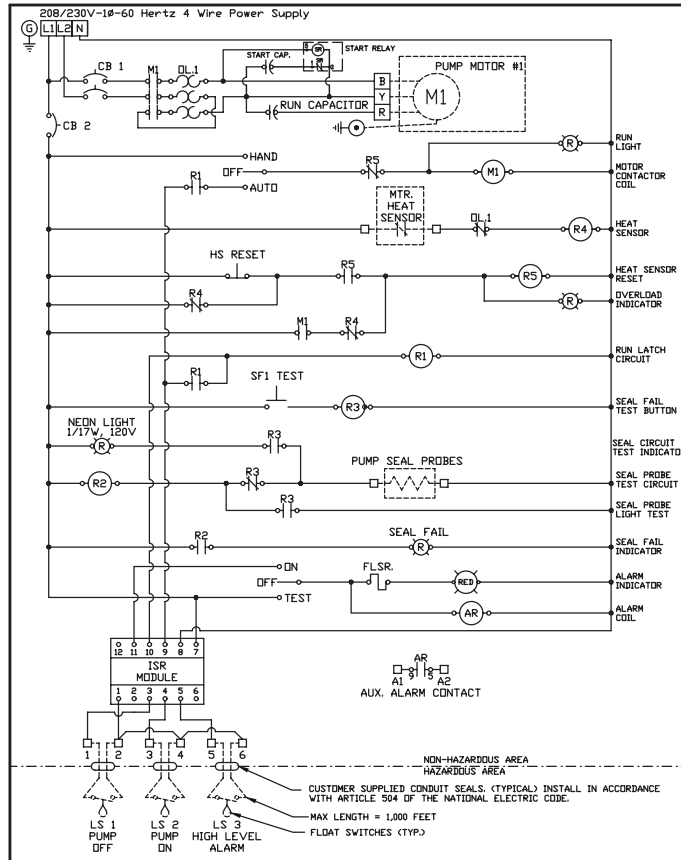 208/230V-1Ø-60 Hertz 4 Wire Power Supply
G L1 L2 N
CB 1
M1
OL.1
START CAP.
SR
SR
START RELAY
PUMP MOTOR #1
B
Y
R
M1
RUN CAPACITOR
CB 2
HAND
OFF
AUTO
R1
R5
R
RUN
LIGHT
M1
MOTOR
CONTACTOR
COIL
MTR.
HEAT
SENSOR
OL.1
R4
HEAT
SENSOR
HS RESET
R5
R5
HEAT SENSOR
RESET
R4
R
OVERLOAD
INDICATOR
M1
R4
R1
RUN LATCH
CIRCUIT
R1
SF1 TEST
R3
SEAL FAIL
TEST BUTTON
NEON LIGHT
1/17W, 120V
R
R3
SEAL CIRCUIT
TEST INDICATO
PUMP SEAL PROBES
R2
R3
SEAL PROBE
TEST CIRCUIT
R3
SEAL PROBE
LIGHT TEST
R2
SEAL FAIL
R
SEAL FAIL
INDICATOR
ON
OFF
TEST
FLSR.
RED
ALARM
INDICATOR
AR
ALARM
COIL
12 11 10 9 8 7
ISR
MODULE
1 2 3 4 5 6
AR
A1 9 5 A2
AUX. ALARM CONTACT
1 2 3 4 5 6
NON-HAZARDOUS AREA
HAZARDOUS AREA
CUSTOMER SUPPLIED CONDUIT SEALS. (TYPICAL) INSTALL IN ACCORDANCE
WITH ARTICLE 504 OF THE NATIONAL ELECTRIC CODE.
MAX LENGTH = 1,000 FEET
FLOAT SWITCHES (TYP.)
LS 1
PUMP
OFF
LS 2
PUMP
ON
LS 3
HIGH LEVEL
ALARM